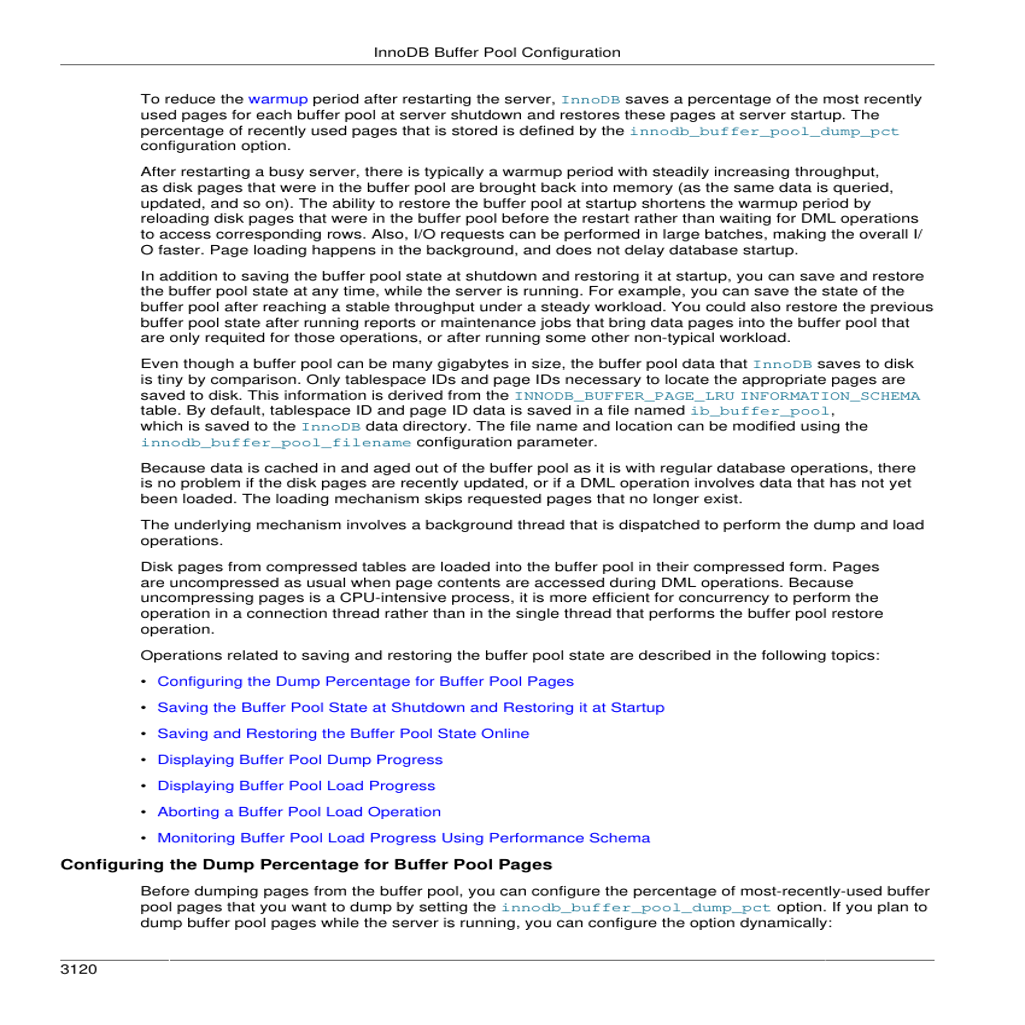 InnoDB Buffer Pool Configuration
To reduce the warmup period after restarting the server, InnoDB saves a percentage of the most recently
used pages for each buffer pool at server shutdown and restores these pages at server startup. The
percentage of recently used pages that is stored is defined by the innodb_buffer_pool_dump_pct
configuration option.
After restarting a busy server, there is typically a warmup period with steadily increasing throughput,
as disk pages that were in the buffer pool are brought back into memory (as the same data is queried,
updated, and so on). The ability to restore the buffer pool at startup shortens the warmup period by
reloading disk pages that were in the buffer pool before the restart rather than waiting for DML operations
to access corresponding rows. Also, I/O requests can be performed in large batches, making the overall I/
O faster. Page loading happens in the background, and does not delay database startup.
In addition to saving the buffer pool state at shutdown and restoring it at startup, you can save and restore
the buffer pool state at any time, while the server is running. For example, you can save the state of the
buffer pool after reaching a stable throughput under a steady workload. You could also restore the previous
buffer pool state after running reports or maintenance jobs that bring data pages into the buffer pool that
are only requited for those operations, or after running some other non-typical workload.
Even though a buffer pool can be many gigabytes in size, the buffer pool data that InnoDB saves to disk
is tiny by comparison. Only tablespace IDs and page IDs necessary to locate the appropriate pages are
saved to disk. This information is derived from the INNODB_BUFFER_PAGE_LRU INFORMATION_SCHEMA
table. By default, tablespace ID and page ID data is saved in a file named ib_buffer_pool,
which is saved to the InnoDB data directory. The file name and location can be modified using the
innodb_buffer_pool_filename configuration parameter.
Because data is cached in and aged out of the buffer pool as it is with regular database operations, there
is no problem if the disk pages are recently updated, or if a DML operation involves data that has not yet
been loaded. The loading mechanism skips requested pages that no longer exist.
The underlying mechanism involves a background thread that is dispatched to perform the dump and load
operations.
Disk pages from compressed tables are loaded into the buffer pool in their compressed form. Pages
are uncompressed as usual when page contents are accessed during DML operations. Because
uncompressing pages is a CPU-intensive process, it is more efficient for concurrency to perform the
operation in a connection thread rather than in the single thread that performs the buffer pool restore
operation.
Operations related to saving and restoring the buffer pool state are described in the following topics:
• Configuring the Dump Percentage for Buffer Pool Pages
• Saving the Buffer Pool State at Shutdown and Restoring it at Startup
• Saving and Restoring the Buffer Pool State Online
• Displaying Buffer Pool Dump Progress
• Displaying Buffer Pool Load Progress
• Aborting a Buffer Pool Load Operation
• Monitoring Buffer Pool Load Progress Using Performance Schema
Configuring the Dump Percentage for Buffer Pool Pages
Before dumping pages from the buffer pool, you can configure the percentage of most-recently-used buffer
pool pages that you want to dump by setting the innodb_buffer_pool_dump_pct option. If you plan to
dump buffer pool pages while the server is running, you can configure the option dynamically:
3120